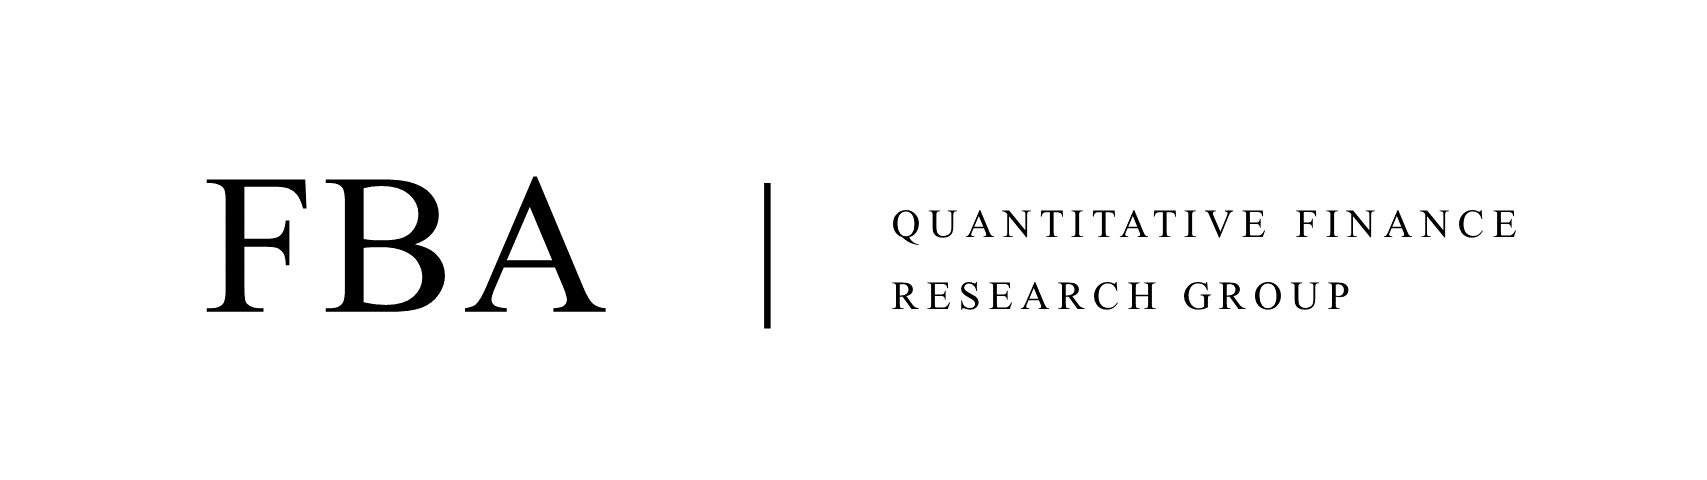 FBA
QUANTITATIVE FINANCE
RESEARCH GROUP